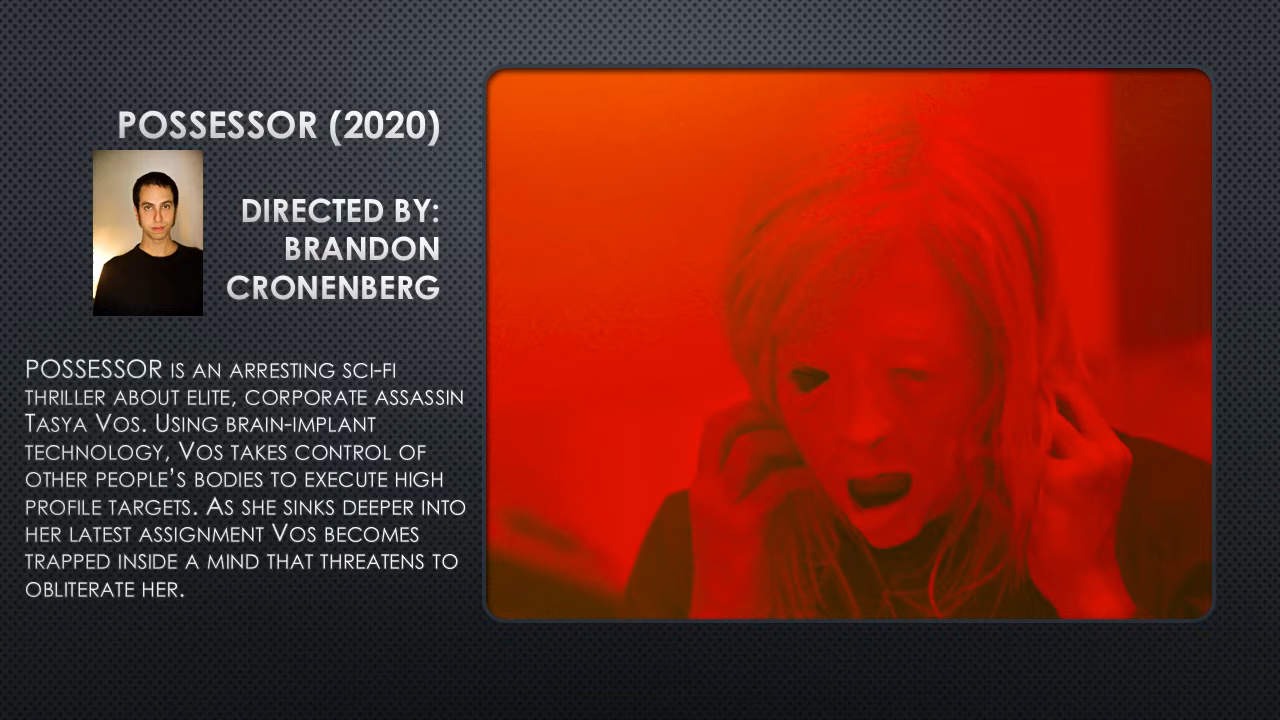 POSSESSOR (2020)
DIRECTED BY:
BRANDON
CRONENBERG
POSSESSOR IS AN ARRESTING SCI-FI
THRILLER ABOUT ELITE, CORPORATE ASSASSIN
TASYA VOS. USING BRAIN-IMPLANT
TECHNOLOGY, VOS TAKES CONTROL OF
OTHER PEOPLE’S BODIES TO EXECUTE HIGH
PROFILE TARGETS. AS SHE SINKS DEEPER INTO
HER LATEST ASSIGNMENT VOS BECOMES
TRAPPED INSIDE A MIND THAT THREATENS TO
OBLITERATE HER.